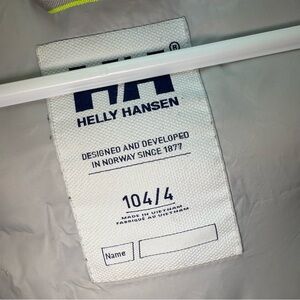 HH®
HELLY HANSEN
DESIGNED AND DEVELOPED
IN NORWAY SINCE 1877
104/4
MADE IN VIETNAM
FABRIQUÉ AU VIETNAM
Name